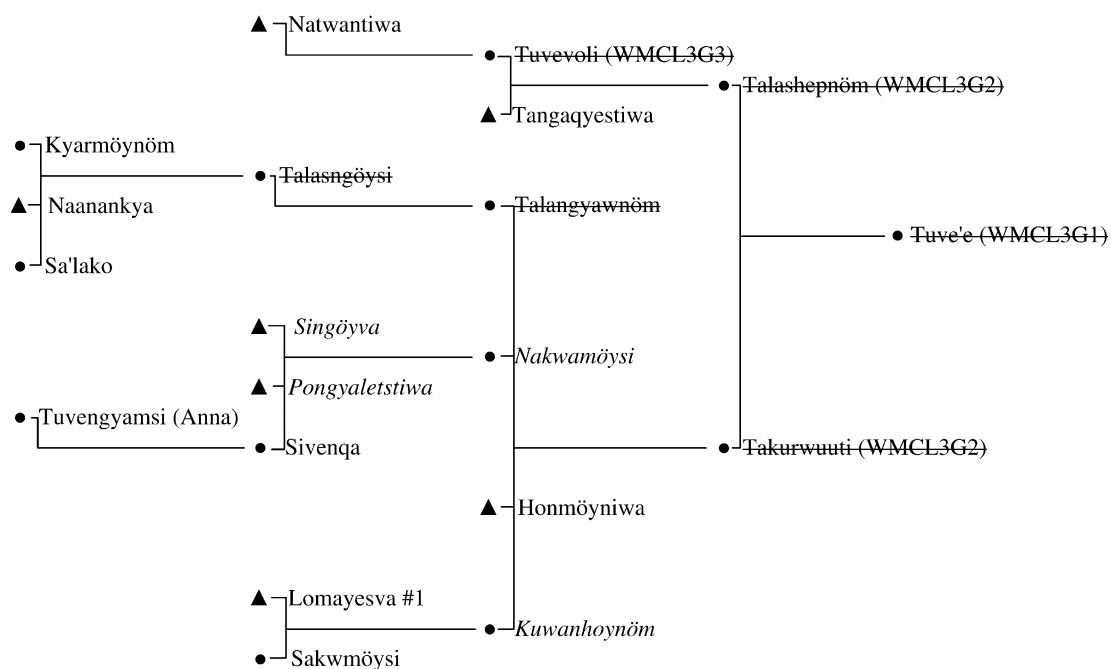 Natwantiwa
Tuvevoli (WMCL3G3)
Talashepnöm (WMCL3G2)
Tangaqyestiwa
Kyarmöynöm
Talasngöysi
Naanankya
Talangyawnöm
Tuve'e (WMCL3G1)
Sa'lako
Singöyva
Nakwamöysi
Pongyaletstiwa
Tuvengyamsi (Anna)
Sivenqa
Takurwuuti (WMCL3G2)
Honmöyniwa
Lomayesva #1
Kuwanhoynöm
Sakwmöysi